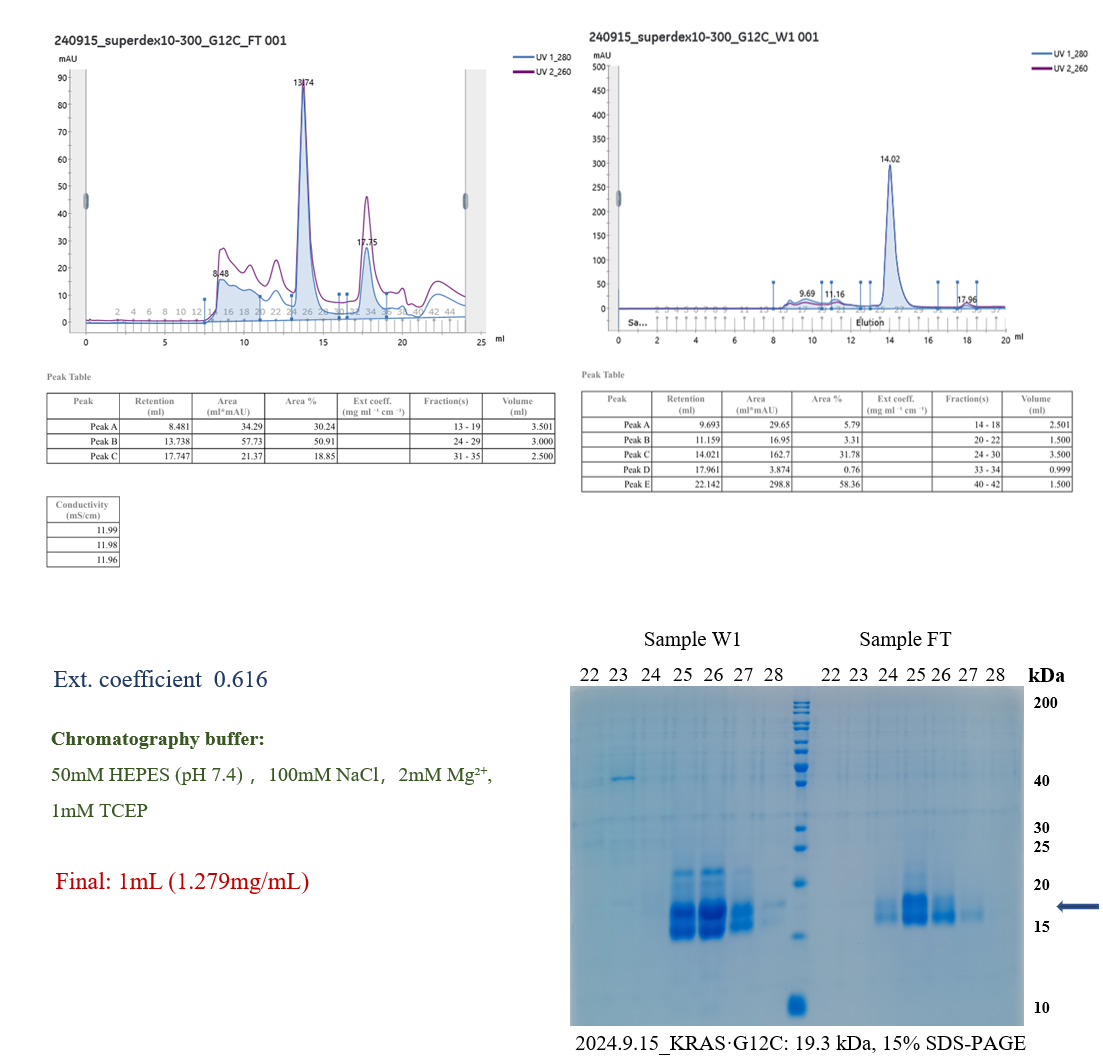 240915_superdex10-300_G12C_FT 001
mAU
UV 1_280
UV 2_260
90
80
70
60
50
40
30
20
10
0
13.74
17.75
8.48
2 4 6 8 10 12 14 16 18 20 22 24 26 28 30 32 34 36 38 40 42 44
0 5 10 15 20 25 ml
Peak Table
Peak Retention (ml) Area (ml*mAU) Area % Ext coeff. (mg ml⁻¹ cm⁻¹) Fraction(s) Volume (ml)
Peak A 8.481 34.29 30.24 13 - 19 3.501
Peak B 13.738 57.73 50.91 24 - 29 3.000
Peak C 17.747 21.37 18.85 31 - 35 2.500
Conductivity (mS/cm)
11.99
11.98
11.96
240915_superdex10-300_G12C_W1 001
mAU
UV 1_280
UV 2_260
500
450
400
350
300
250
200
150
100
50
0
14.02
9.69
11.16
17.96
Sa...
Elution
0 2 4 6 8 10 12 14 16 18 20 ml
Peak Table
Peak Retention (ml) Area (ml*mAU) Area % Ext coeff. (mg ml⁻¹ cm⁻¹) Fraction(s) Volume (ml)
Peak A 9.693 29.65 5.79 14 - 18 2.501
Peak B 11.159 16.95 3.31 20 - 22 1.500
Peak C 14.021 162.7 31.78 24 - 30 3.500
Peak D 17.961 3.874 0.76 33 - 34 0.999
Peak E 22.142 298.8 58.36 40 - 42 1.500
Ext. coefficient 0.616
Chromatography buffer:
50mM HEPES (pH 7.4) , 100mM NaCl, 2mM Mg²⁺,
1mM TCEP
Final: 1mL (1.279mg/mL)
Sample W1 Sample FT
22 23 24 25 26 27 28 22 23 24 25 26 27 28 kDa
200
40
30
25
20
15
10
2024.9.15_KRAS·G12C: 19.3 kDa, 15% SDS-PAGE